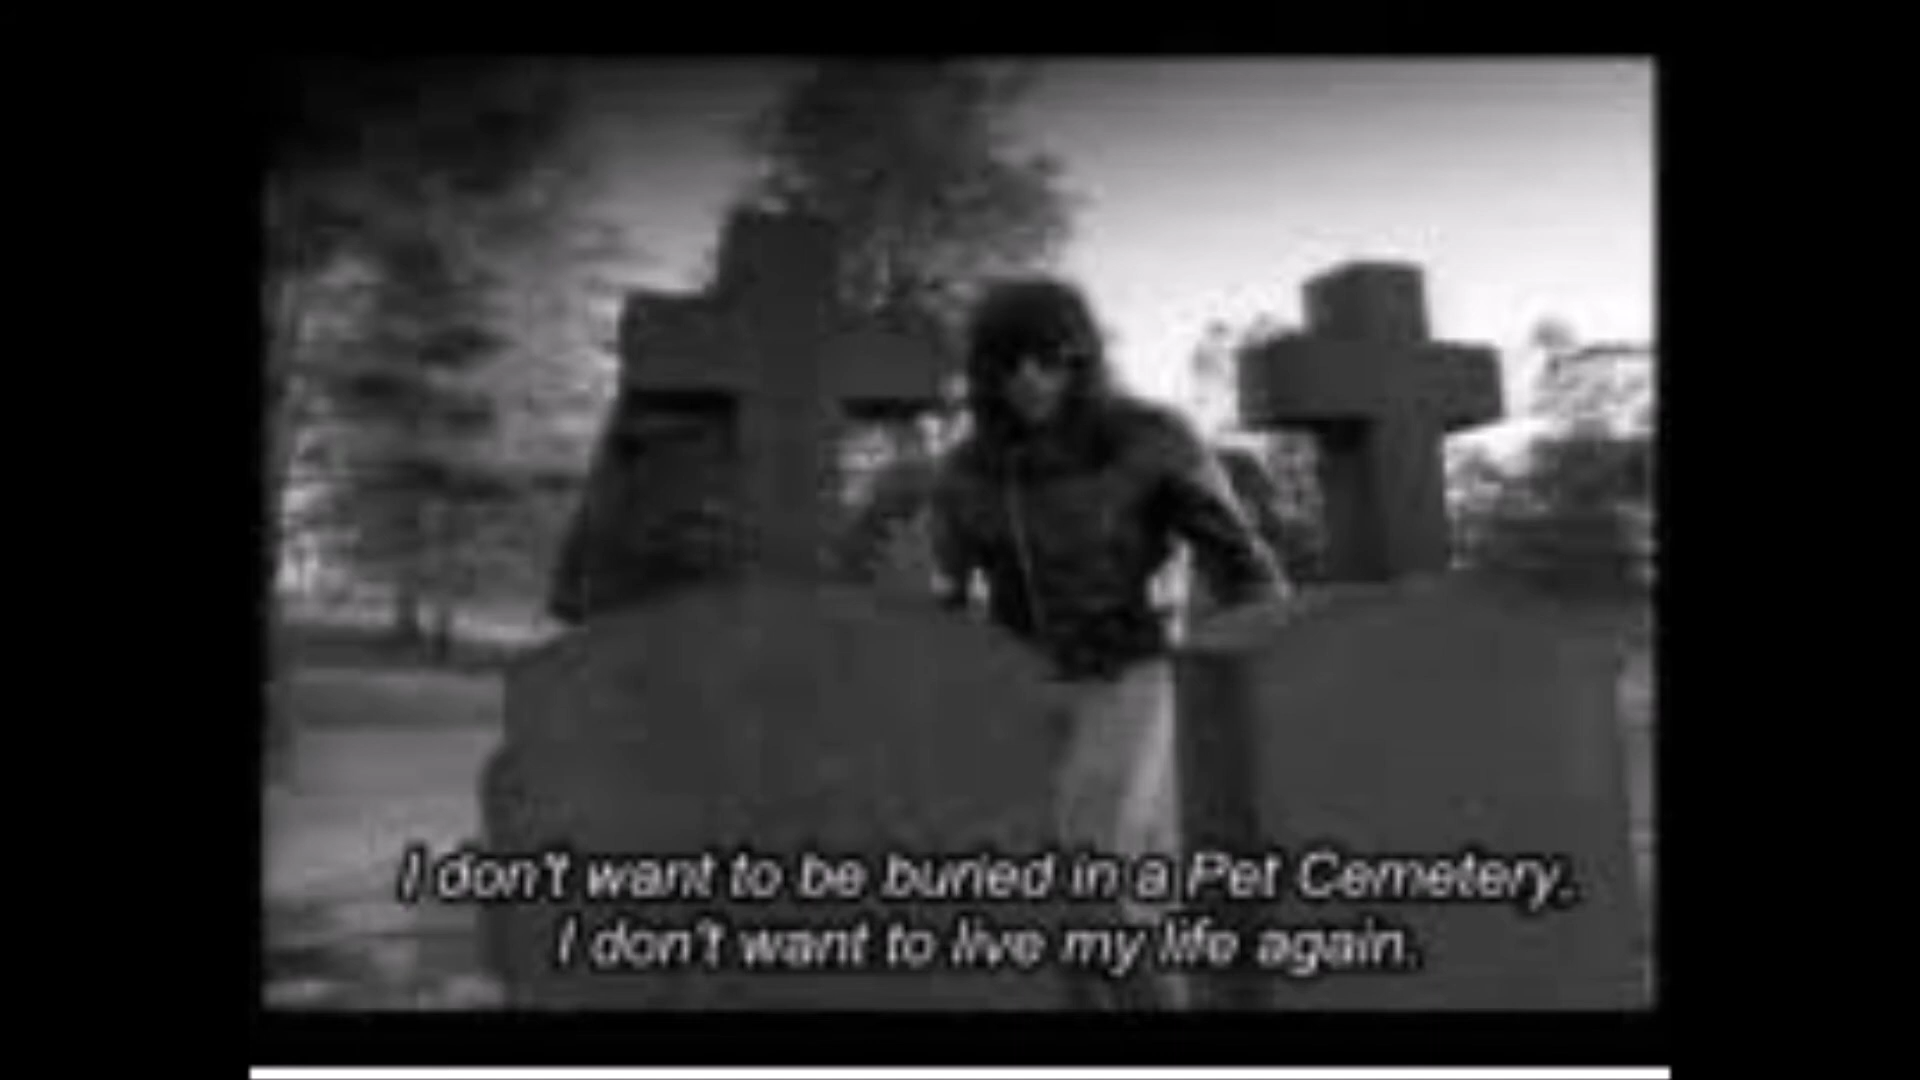 I don't want to be buried in a Pet Cemetery,
I don't want to live my life again.